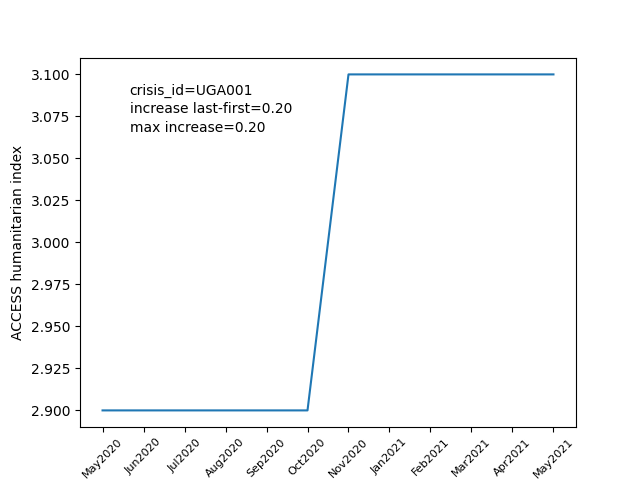 crisis_id=UGA001
increase last-first=0.20
max increase=0.20
ACCESS humanitarian index
3.100
3.075
3.050
3.025
3.000
2.975
2.950
2.925
2.900
May2020
Jun2020
Jul2020
Aug2020
Sep2020
Oct2020
Nov2020
Jan2021
Feb2021
Mar2021
Apr2021
May2021